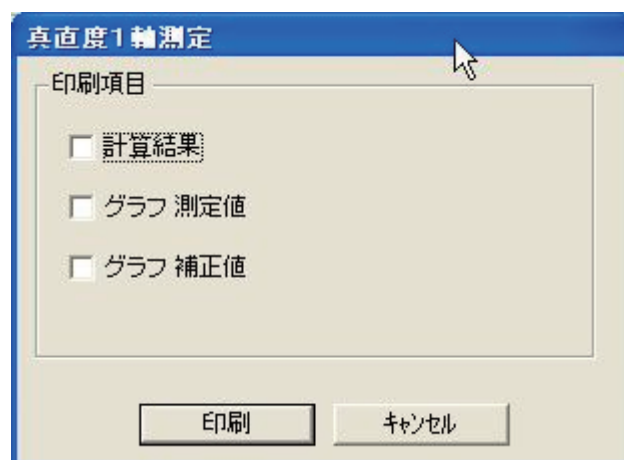 真直度1軸測定
印刷項目
計算結果
グラフ 測定値
グラフ 補正値
印刷 ｷｬﾝｾﾙ